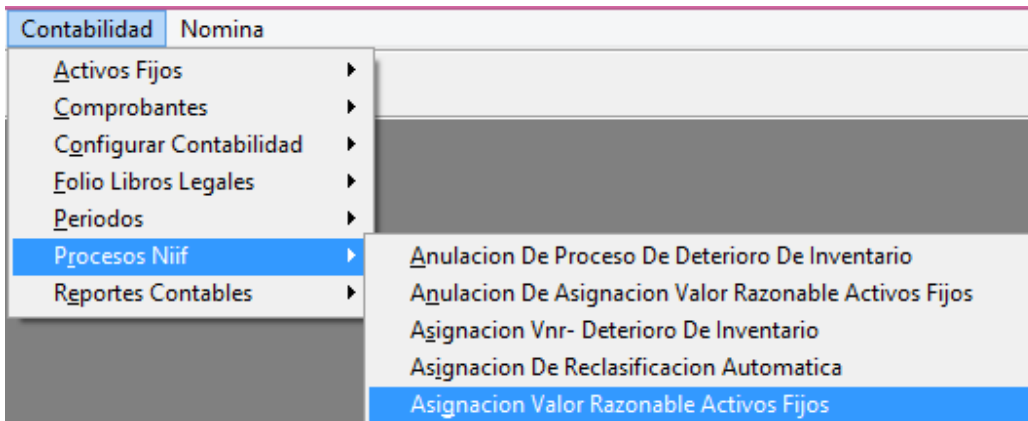 Contabilidad Nomina
Activos Fijos
Comprobantes
Configurar Contabilidad
Folio Libros Legales
Periodos
Procesos Niif
Reportes Contables
Anulacion De Proceso De Deterioro De Inventario
Anulacion De Asignacion Valor Razonable Activos Fijos
Asignacion Vnr- Deterioro De Inventario
Asignacion De Reclasificacion Automatica
Asignacion Valor Razonable Activos Fijos